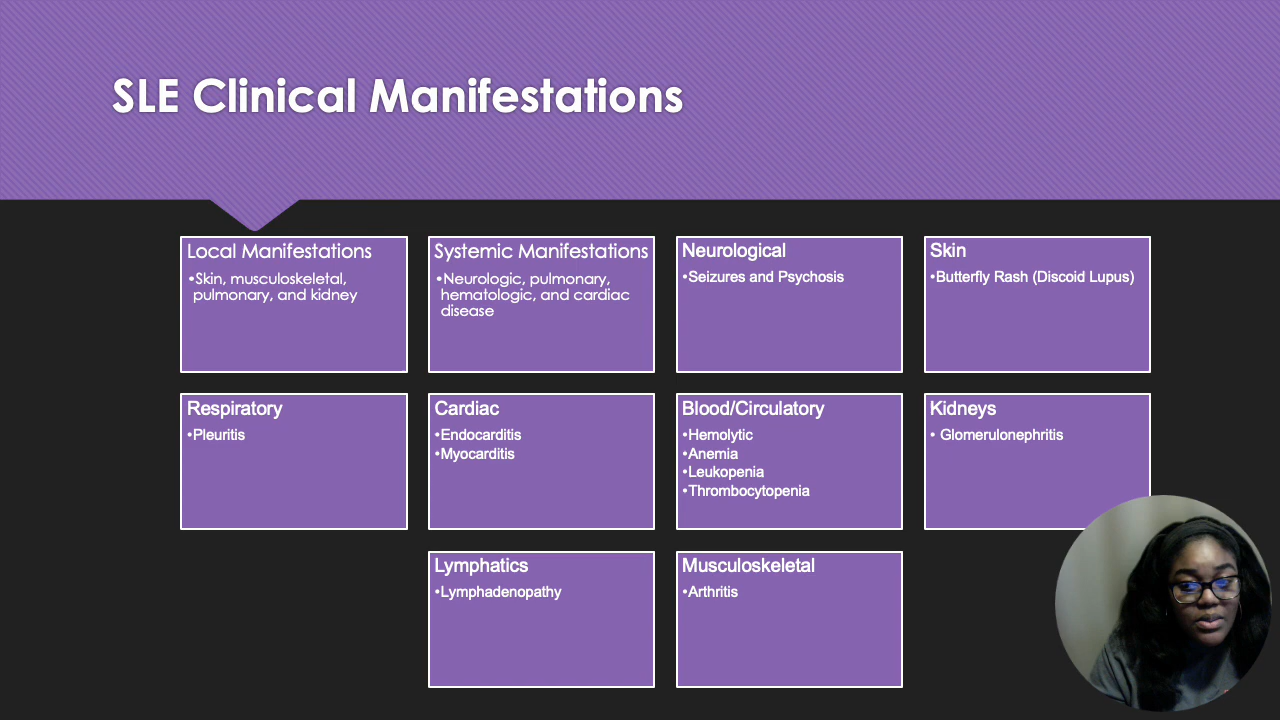 SLE Clinical Manifestations
Local Manifestations
•Skin, musculoskeletal,
pulmonary, and kidney
Systemic Manifestations
•Neurologic, pulmonary,
hematologic, and cardiac
disease
Neurological
•Seizures and Psychosis
Skin
•Butterfly Rash (Discoid Lupus)
Respiratory
•Pleuritis
Cardiac
•Endocarditis
•Myocarditis
Blood/Circulatory
•Hemolytic
•Anemia
•Leukopenia
•Thrombocytopenia
Kidneys
• Glomerulonephritis
Lymphatics
•Lymphadenopathy
Musculoskeletal
•Arthritis